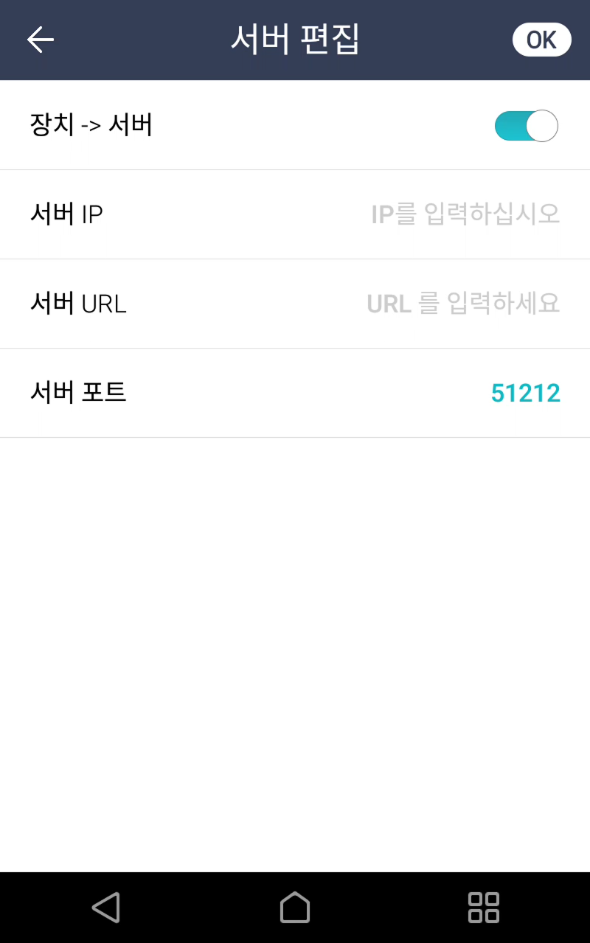 서버 편집
OK
장치 -> 서버
서버 IP
IP를 입력하십시오
서버 URL
URL 를 입력하세요
서버 포트
51212